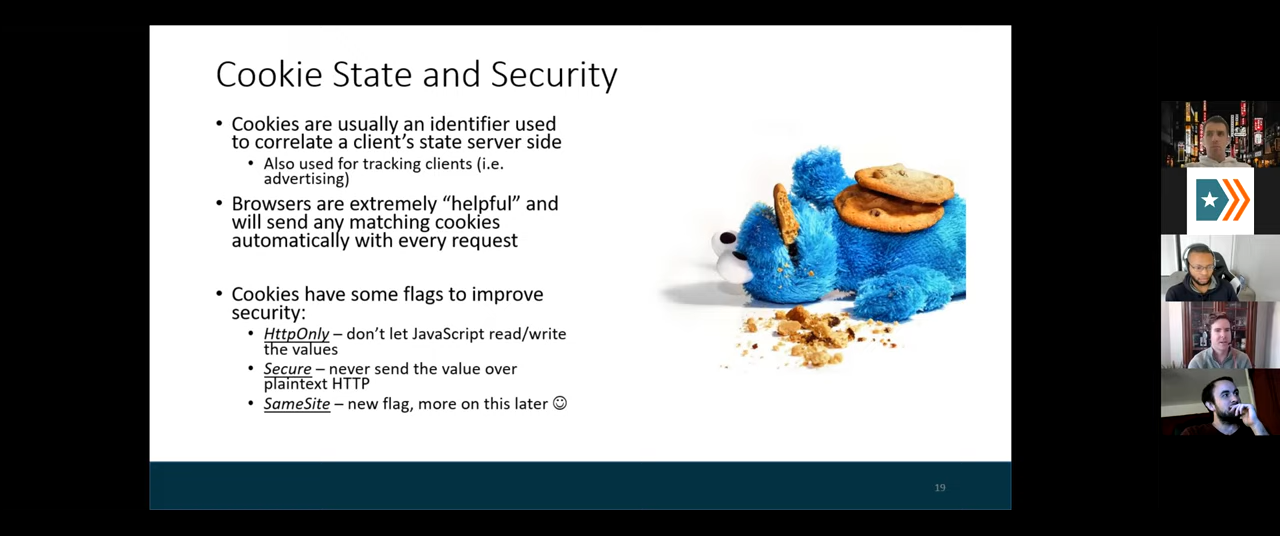 Cookie State and Security
• Cookies are usually an identifier used
to correlate a client's state server side
• Also used for tracking clients (i.e.
advertising)
• Browsers are extremely “helpful” and
will send any matching cookies
automatically with every request
• Cookies have some flags to improve
security:
• HttpOnly – don't let JavaScript read/write
the values
• Secure – never send the value over
plaintext HTTP
• SameSite – new flag, more on this later ☺
19